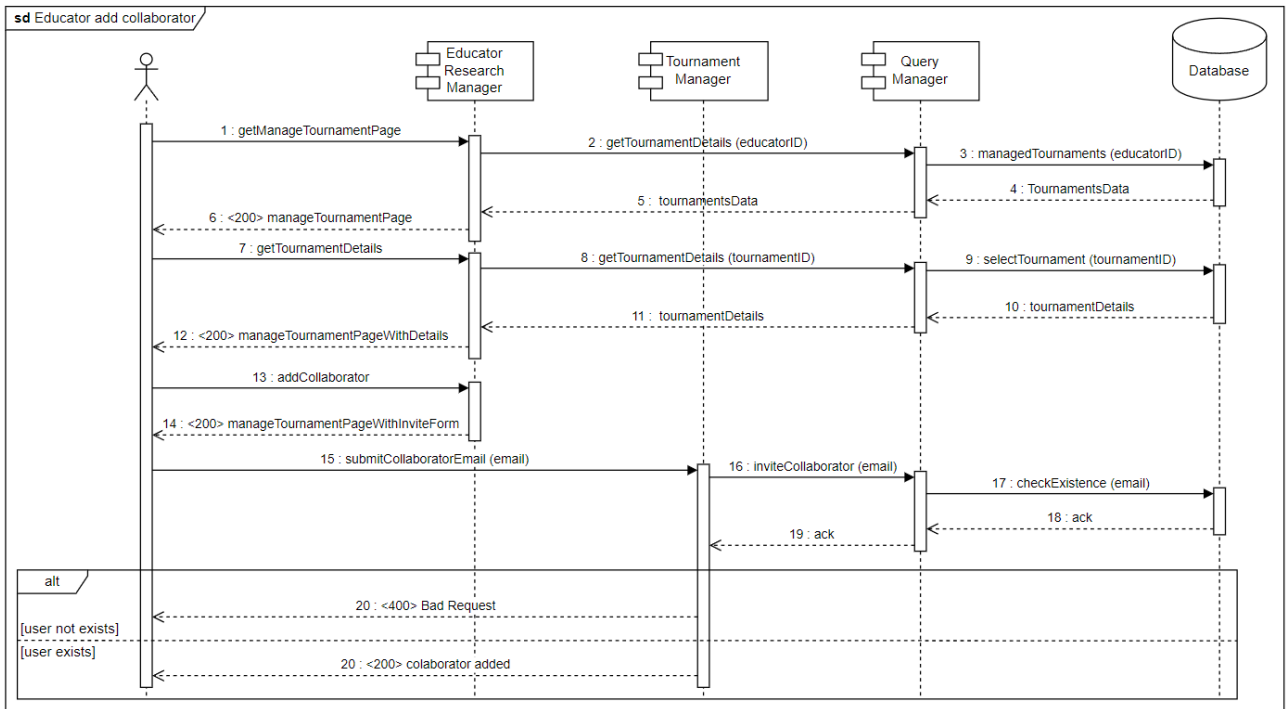 sd Educator add collaborator
Educator
Research
Manager
Tournament
Manager
Query
Manager
Database
1 : getManageTournamentPage
2 : getTournamentDetails (educatorID)
3 : managedTournaments (educatorID)
4 : TournamentsData
5 : tournamentsData
6 : <200> manageTournamentPage
7 : getTournamentDetails
8 : getTournamentDetails (tournamentID)
9 : selectTournament (tournamentID)
10 : tournamentDetails
11 : tournamentDetails
12 : <200> manageTournamentPageWithDetails
13 : addCollaborator
14 : <200> manageTournamentPageWithInviteForm
15 : submitCollaboratorEmail (email)
16 : inviteCollaborator (email)
17 : checkExistence (email)
18 : ack
19 : ack
alt
20 : <400> Bad Request
[user not exists]
[user exists]
20 : <200> colaborator added